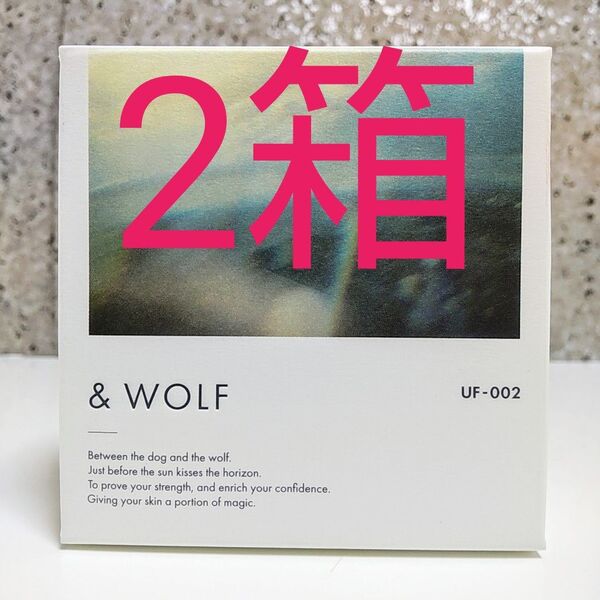 2箱
& WOLF
UF-002
Between the dog and the wolf.
Just before the sun kisses the horizon.
To prove your strength, and enrich your confidence.
Giving your skin a portion of magic.